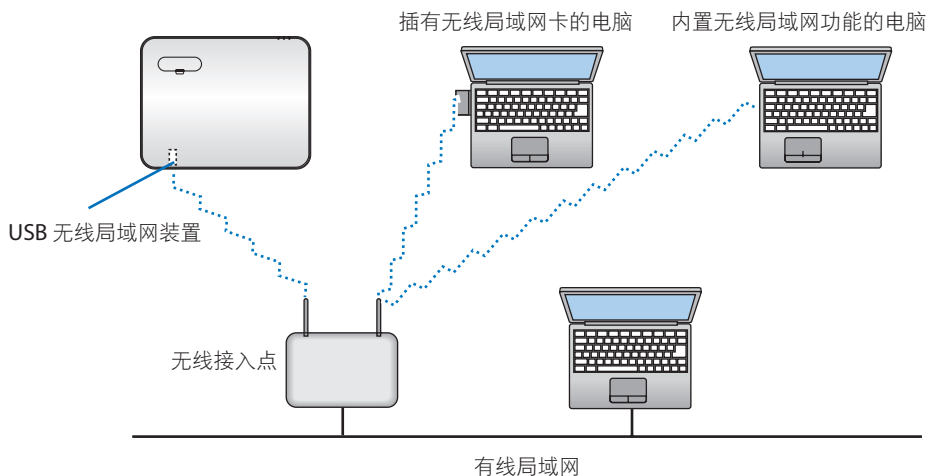 插有无线局域网卡的电脑
内置无线局域网功能的电脑
USB 无线局域网装置
无线接入点
有线局域网